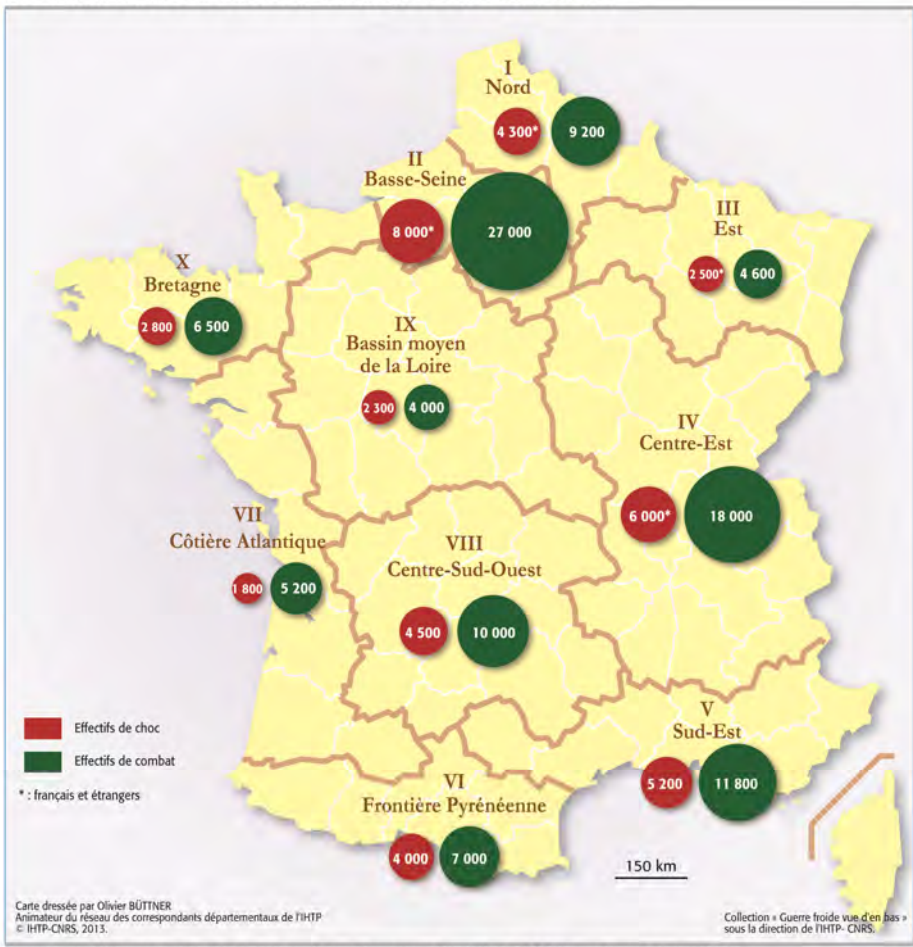 I
Nord
4 300*
9 200
II
Basse-Seine
8 000*
27 000
III
Est
2 500*
4 600
X
Bretagne
2 800
6 500
IX
Bassin moyen
de la Loire
2 300
4 000
IV
Centre-Est
6 000*
18 000
VII
Côtière Atlantique
1 800
5 200
VIII
Centre-Sud-Ouest
4 500
10 000
V
Sud-Est
5 200
11 800
VI
Frontière Pyrénéenne
4 000
7 000
Effectifs de choc
Effectifs de combat
* : français et étrangers
150 km
Carte dressée par Olivier BÜTTNER
Animateur du réseau des correspondants départementaux de l'IHTP
© IHTP-CNRS, 2013.
Collection « Guerre froide vue d'en bas »
sous la direction de l'IHTP- CNRS.